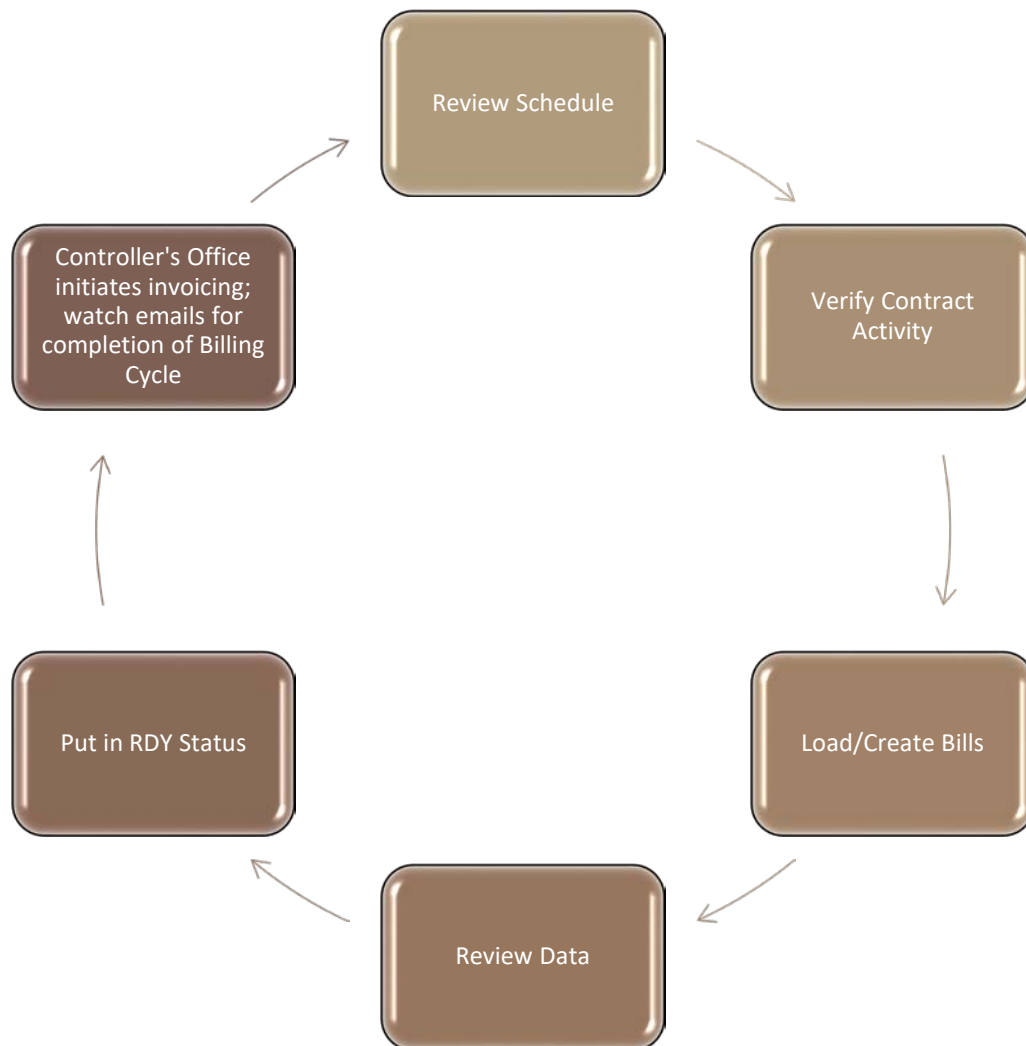 Review Schedule
Verify Contract
Activity
Load/Create Bills
Review Data
Put in RDY Status
Controller's Office
initiates invoicing;
watch emails for
completion of Billing
Cycle